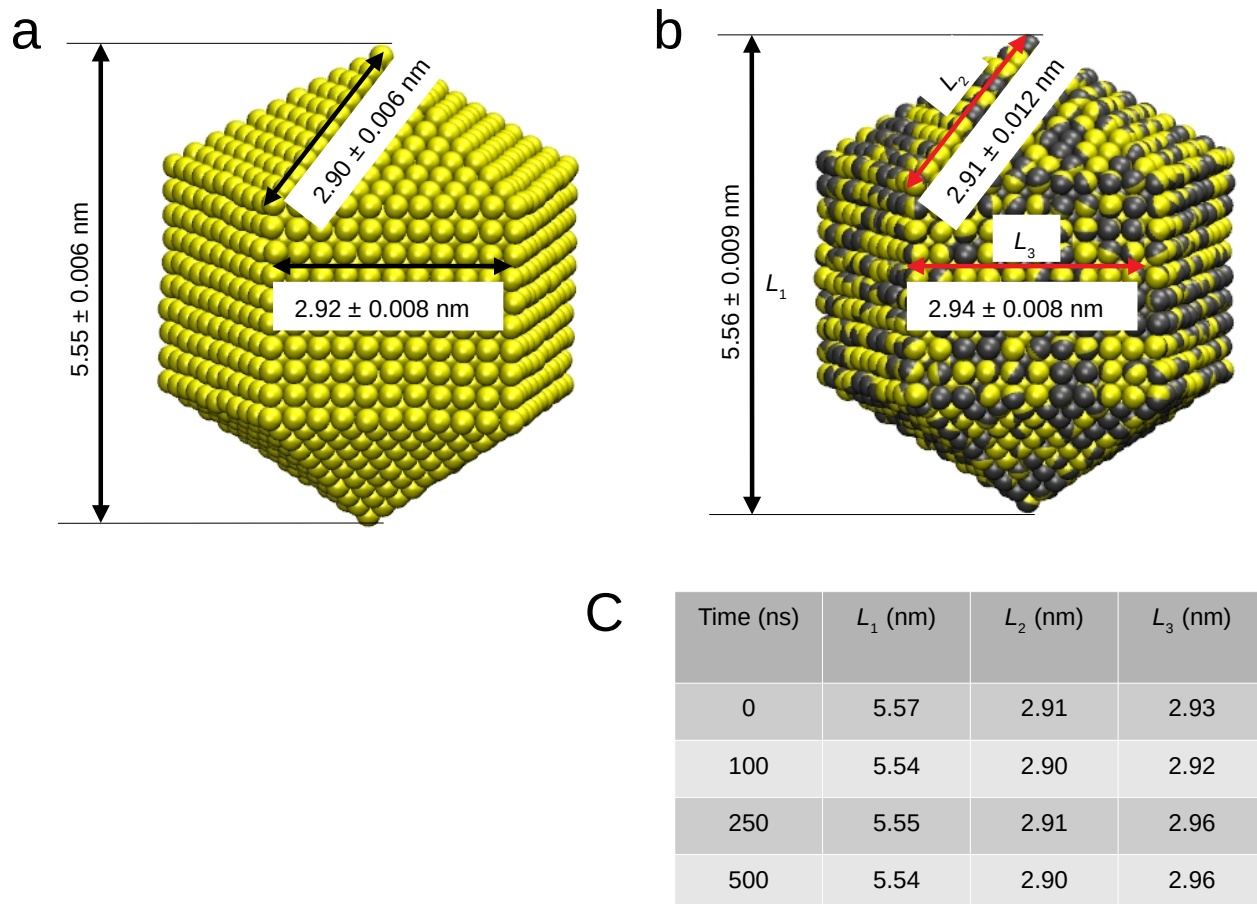 a
5.55 ± 0.006 nm
2.90 ± 0.006 nm
2.92 ± 0.008 nm
b
5.56 ± 0.009 nm
L1
L2
2.91 ± 0.012 nm
L3
2.94 ± 0.008 nm
C
Time (ns) L1 (nm) L2 (nm) L3 (nm)
0 5.57 2.91 2.93
100 5.54 2.90 2.92
250 5.55 2.91 2.96
500 5.54 2.90 2.96